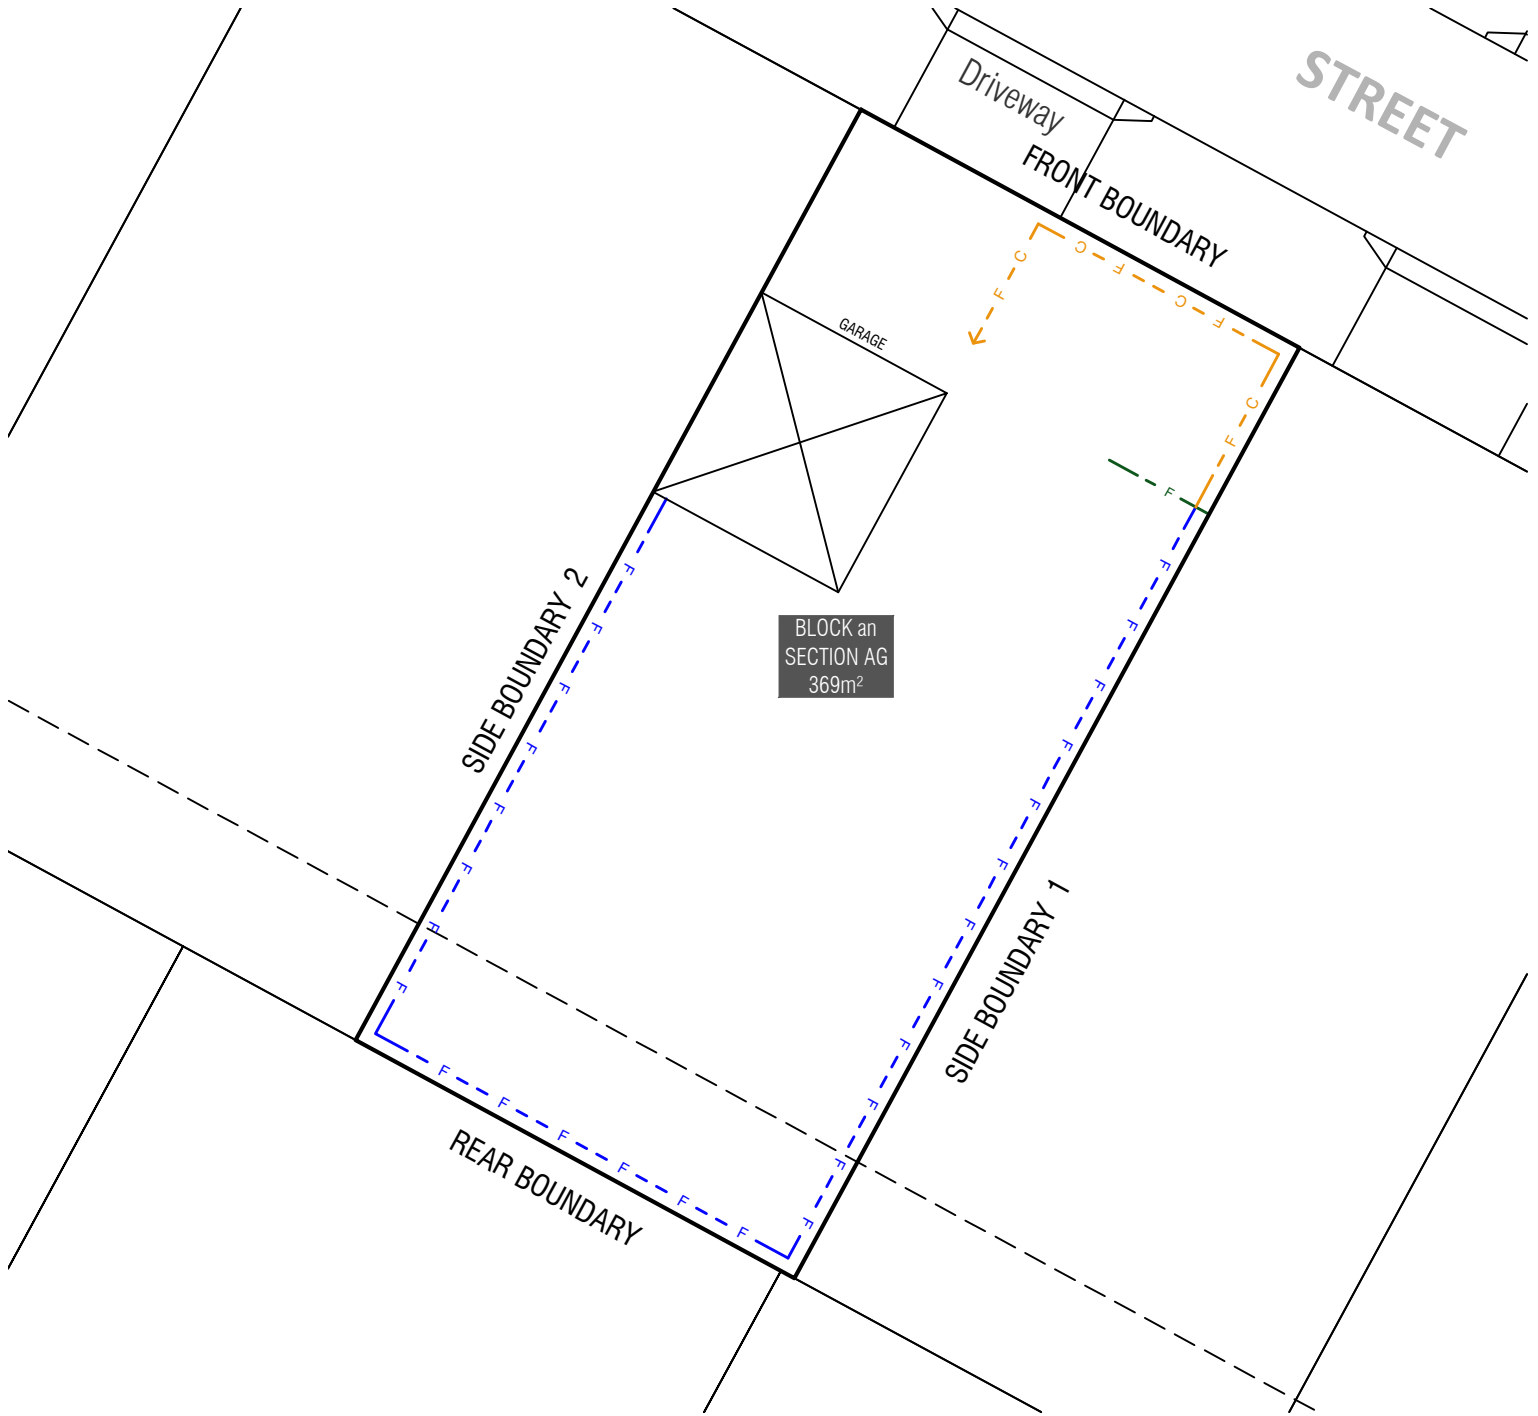 STREET
Driveway
FRONT BOUNDARY
C F C F C
C F
GARAGE
C F
F
SIDE BOUNDARY 2
F F F F F F F F
BLOCK an
SECTION AG
369m²
F F F F F F F F F F F F
SIDE BOUNDARY 1
F F F F F F
REAR BOUNDARY